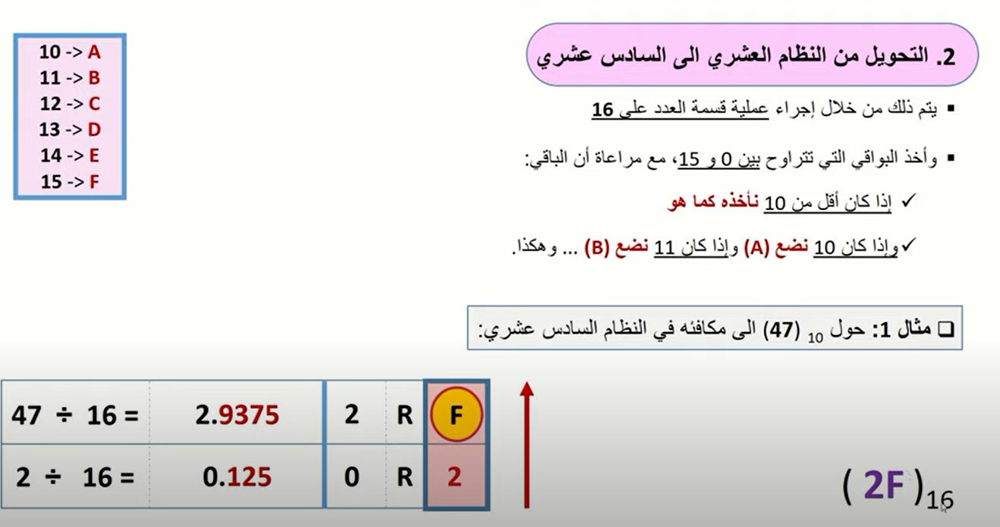 2. التحويل من النظام العشري الى السادس عشري
10 -> A
11 -> B
12 -> C
13 -> D
14 -> E
15 -> F
▪ يتم ذلك من خلال إجراء عملية قسمة العدد على 16
▪ وأخذ البواقي التي تتراوح بين 0 و 15، مع مراعاة أن الباقي:
✓ إذا كان أقل من 10 نأخذه كما هو
✓ وإذا كان 10 نضع (A) وإذا كان 11 نضع (B) ... وهكذا.
❑ مثال 1: حول (47)₁₀ الى مكافئه في النظام السادس عشري:
47 ÷ 16 = 2.9375 2 R F
2 ÷ 16 = 0.125 0 R 2
( 2F )₁₆